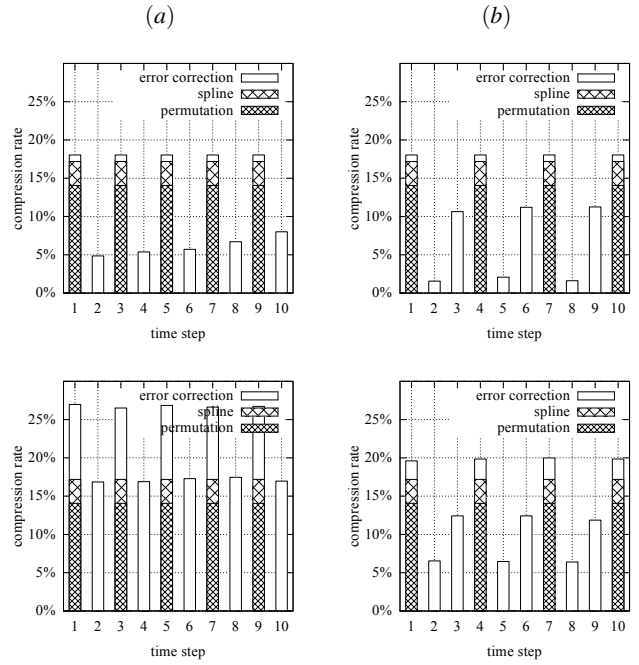 (a)
(b)
error correction
spline
permutation
25%
20%
15%
10%
5%
0%
compression rate
1 2 3 4 5 6 7 8 9 10
time step
error correction
spline
permutation
25%
20%
15%
10%
5%
0%
compression rate
1 2 3 4 5 6 7 8 9 10
time step
error correction
spline
permutation
25%
20%
15%
10%
5%
0%
compression rate
1 2 3 4 5 6 7 8 9 10
time step
error correction
spline
permutation
25%
20%
15%
10%
5%
0%
compression rate
1 2 3 4 5 6 7 8 9 10
time step